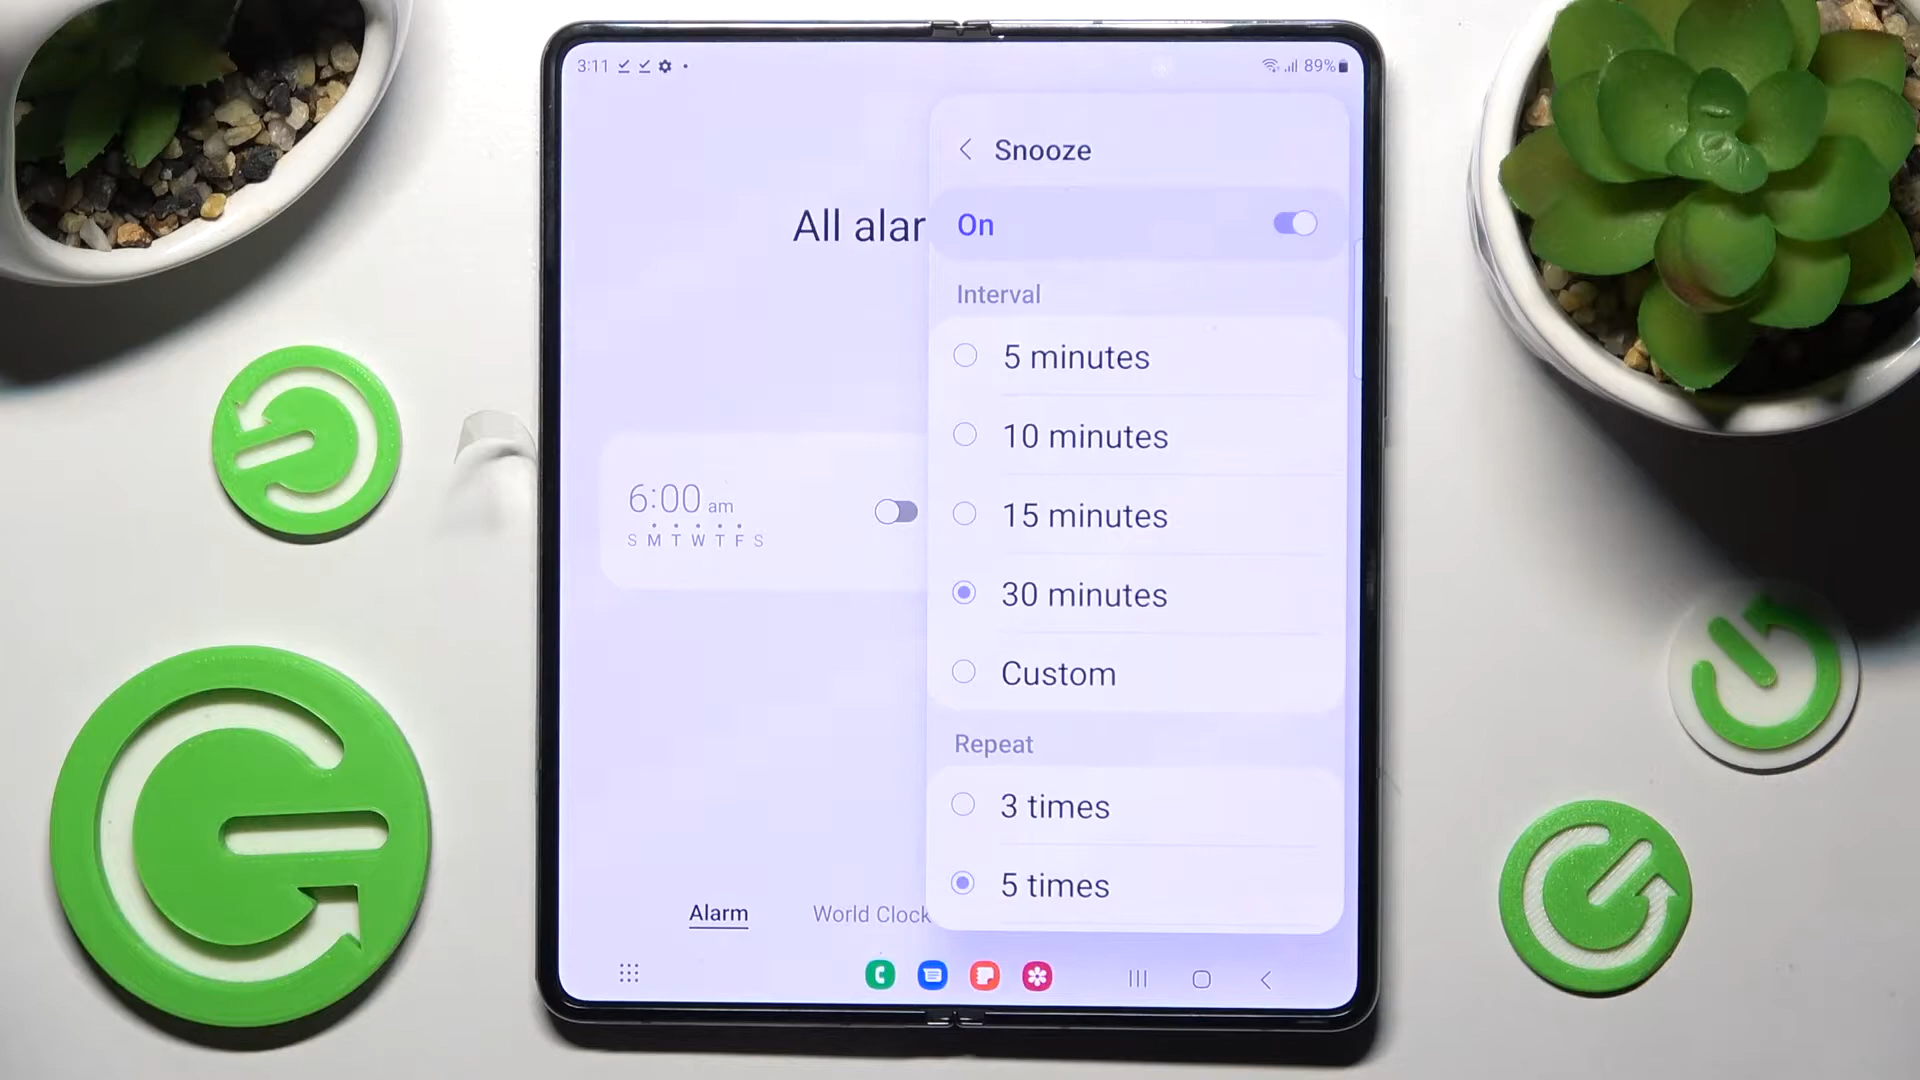 3:11
89%
Snooze
All alar
On
Interval
5 minutes
10 minutes
6:00 am
S M T W T F S
15 minutes
30 minutes
Custom
Repeat
3 times
5 times
Alarm
World Clock